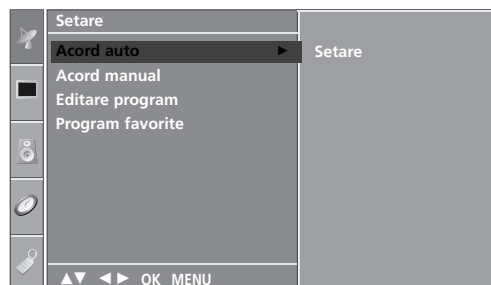 Setare
Acord auto ► Setare
Acord manual
Editare program
Program favorite
▲▼ ◄► OK MENU